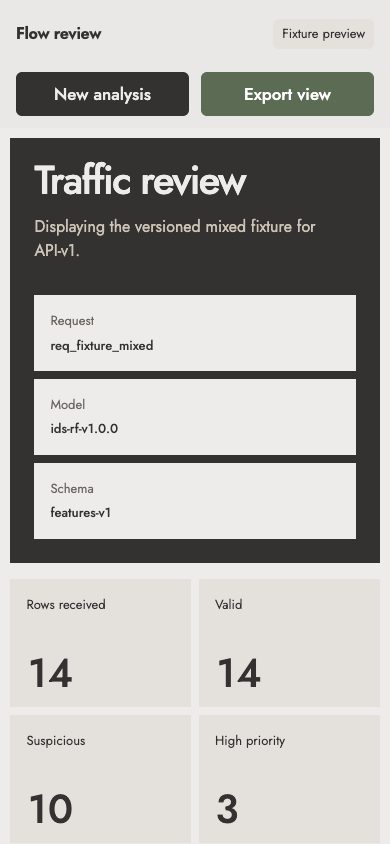 Flow review
Fixture preview
New analysis
Export view
Traffic review
Displaying the versioned mixed fixture for
API-v1.
Request
req_fixture_mixed
Model
ids-rf-v1.0.0
Schema
features-v1
Rows received
Valid
14
14
Suspicious
High priority
10
3